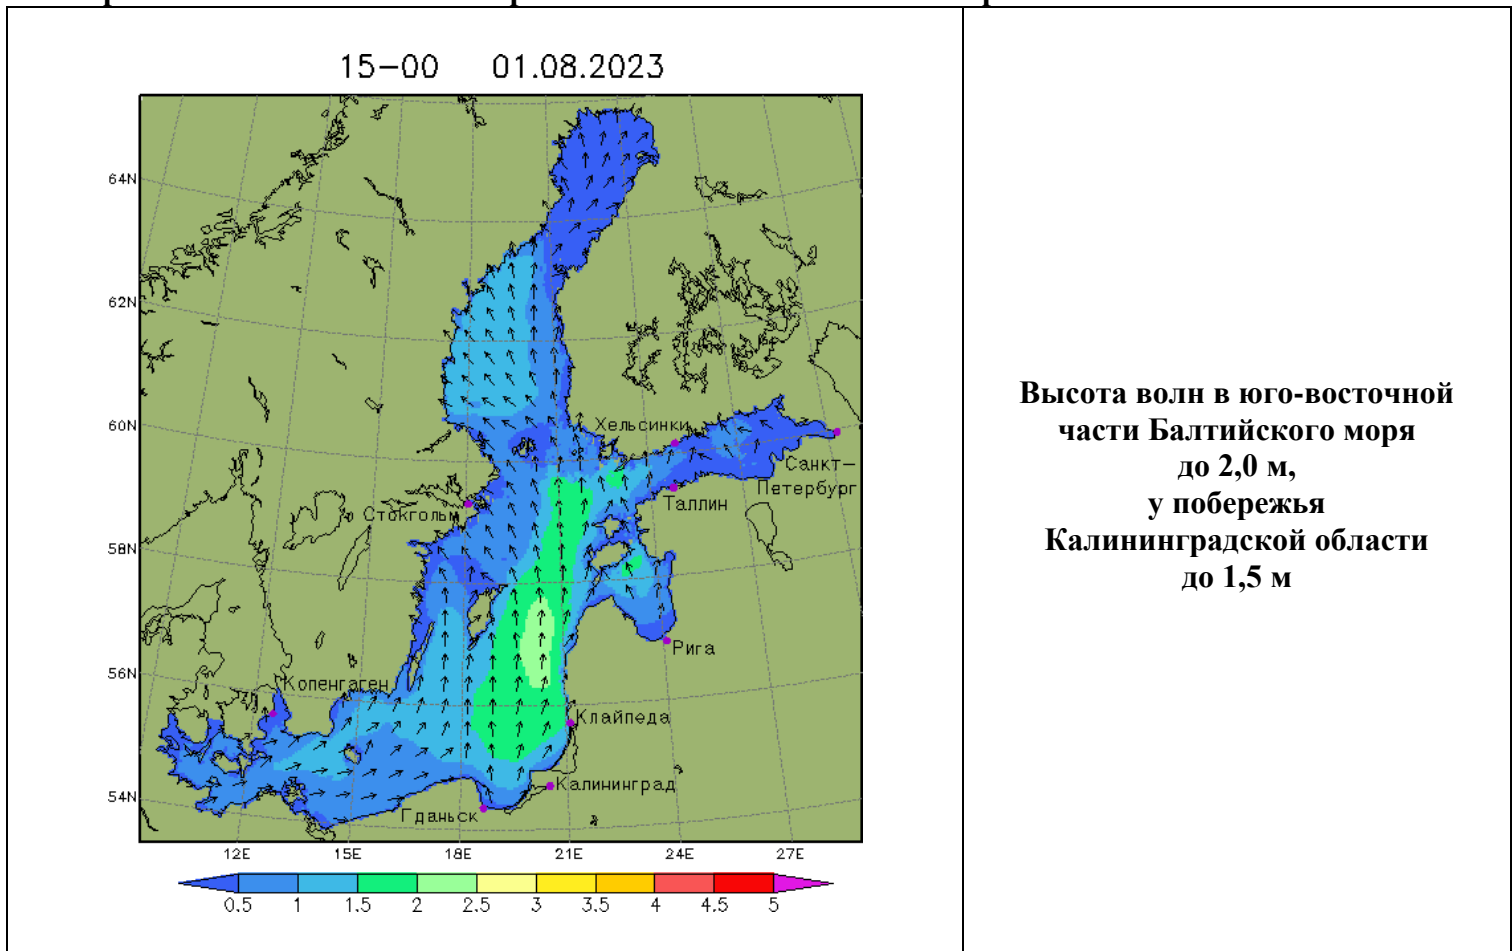 15-00 01.08.2023
64N
62N
60N
58N
56N
54N
Хельсинки
Санкт-
Петербург
Таллин
Стокгольм
Рига
Копенгаген
Клайпеда
Калининград
Гданьск
12E 15E 18E 21E 24E 27E
0.5 1 1.5 2 2.5 3 3.5 4 4.5 5
Высота волн в юго-восточной
части Балтийского моря
до 2,0 м,
у побережья
Калининградской области
до 1,5 м